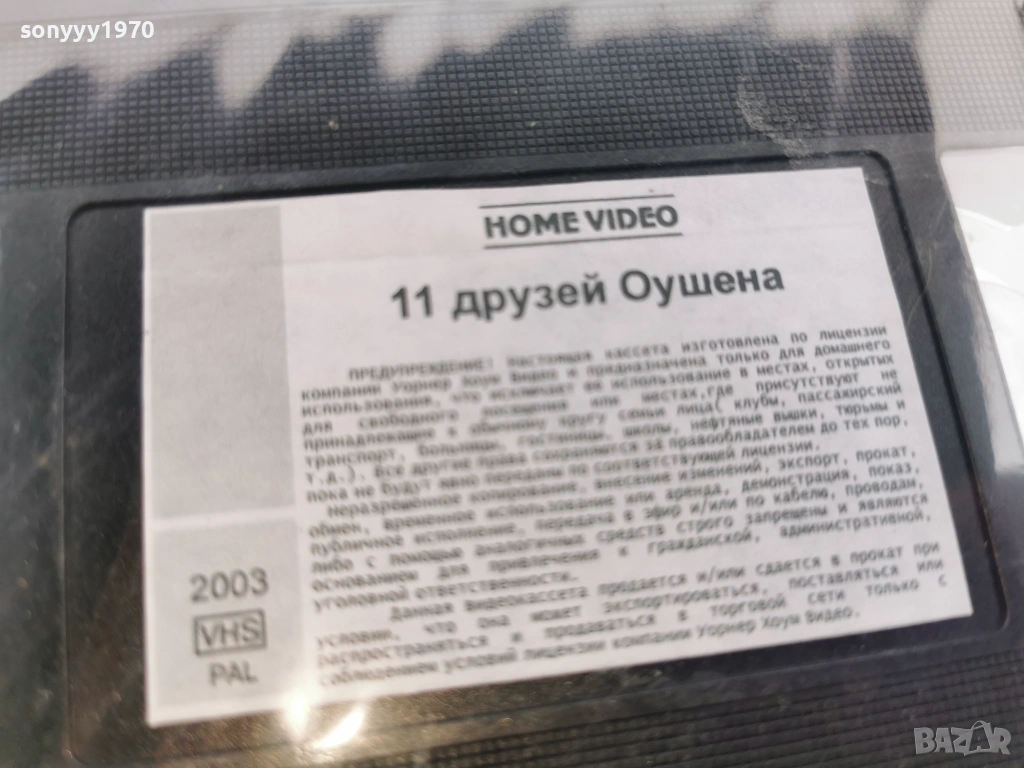 sonyyy1970
HOME VIDEO
11 друзей Оушена
ПРЕДУПРЕЖДЕНИЕ! Настоящая кассета изготовлена по лицензии
компании Уорнер Хоум Видео и предназначена только для домашнего
использования, что исключает ее использование в местах, открытых
для свободного посещения или местах,где присутствуют не
принадлежащие к обычному кругу семьи лица( клубы, пассажирский
транспорт, больницы, гостиницы, школы, нефтяные вышки, тюрьмы и
т.д.). Все другие права сохраняются за правообладателем до тех пор,
пока не будут явно переданы по соответствующей лицензии.
Неразрешенное копирование, внесение изменений, экспорт, прокат,
обмен, временное использование или аренда, демонстрация, показ,
публичное исполнение, передача в эфир и/или по кабелю, проводам,
либо с помощью аналогичных средств строго запрещены и являются
основанием для привлечения к гражданской, административной,
уголовной ответственности.
Данная видеокассета продается и/или сдается в прокат при
условии, что она может экспортироваться, поставляться или
распространяться и продаваться в торговой сети только с
соблюдением условий лицензии компании Уорнер Хоум Видео.
2003
VHS
PAL
BAZAR